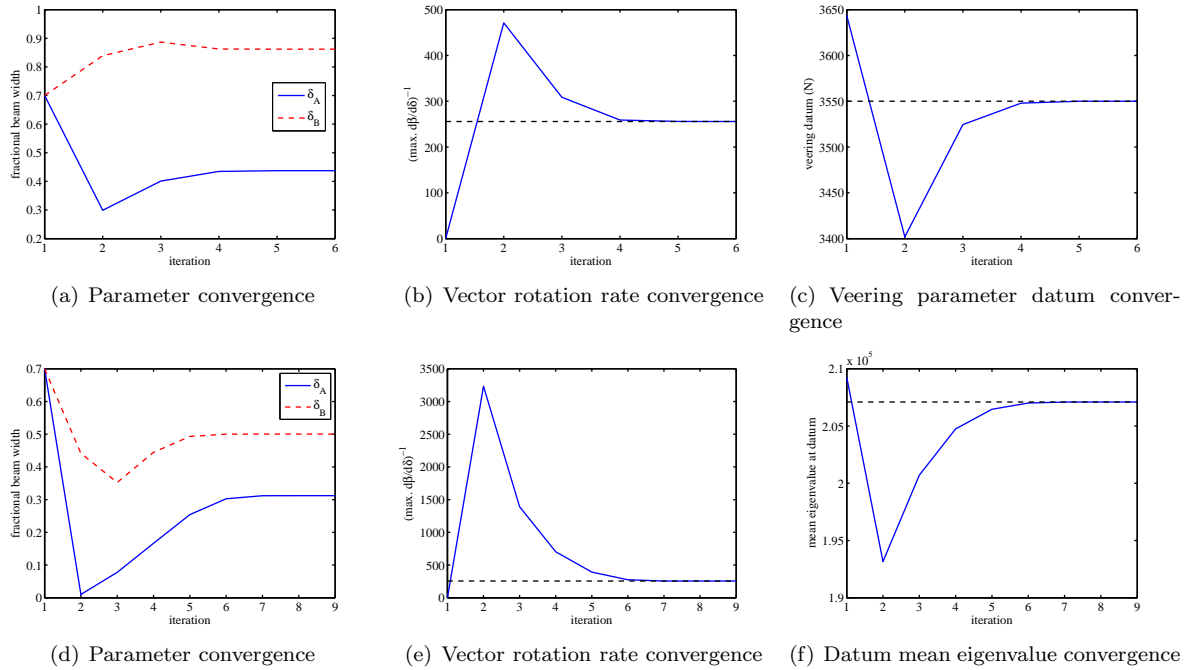 1
0.9
0.8
0.7
0.6
0.5
0.4
0.3
0.2
1 2 3 4 5 6
fractional beam width
iteration
δA
δB
(a) Parameter convergence
500
400
300
200
100
0
1 2 3 4 5 6
(max. dβ/dδ)⁻¹
iteration
(b) Vector rotation rate convergence
3650
3600
3550
3500
3450
3400
1 2 3 4 5 6
veering datum (N)
iteration
(c) Veering parameter datum conver-
gence
0.7
0.6
0.5
0.4
0.3
0.2
0.1
0
1 2 3 4 5 6 7 8 9
fractional beam width
iteration
δA
δB
(d) Parameter convergence
3500
3000
2500
2000
1500
1000
500
0
1 2 3 4 5 6 7 8 9
(max. dβ/dδ)⁻¹
iteration
(e) Vector rotation rate convergence
x 10⁵
2.1
2.05
2
1.95
1.9
1 2 3 4 5 6 7 8 9
mean eigenvalue at datum
iteration
(f) Datum mean eigenvalue convergence